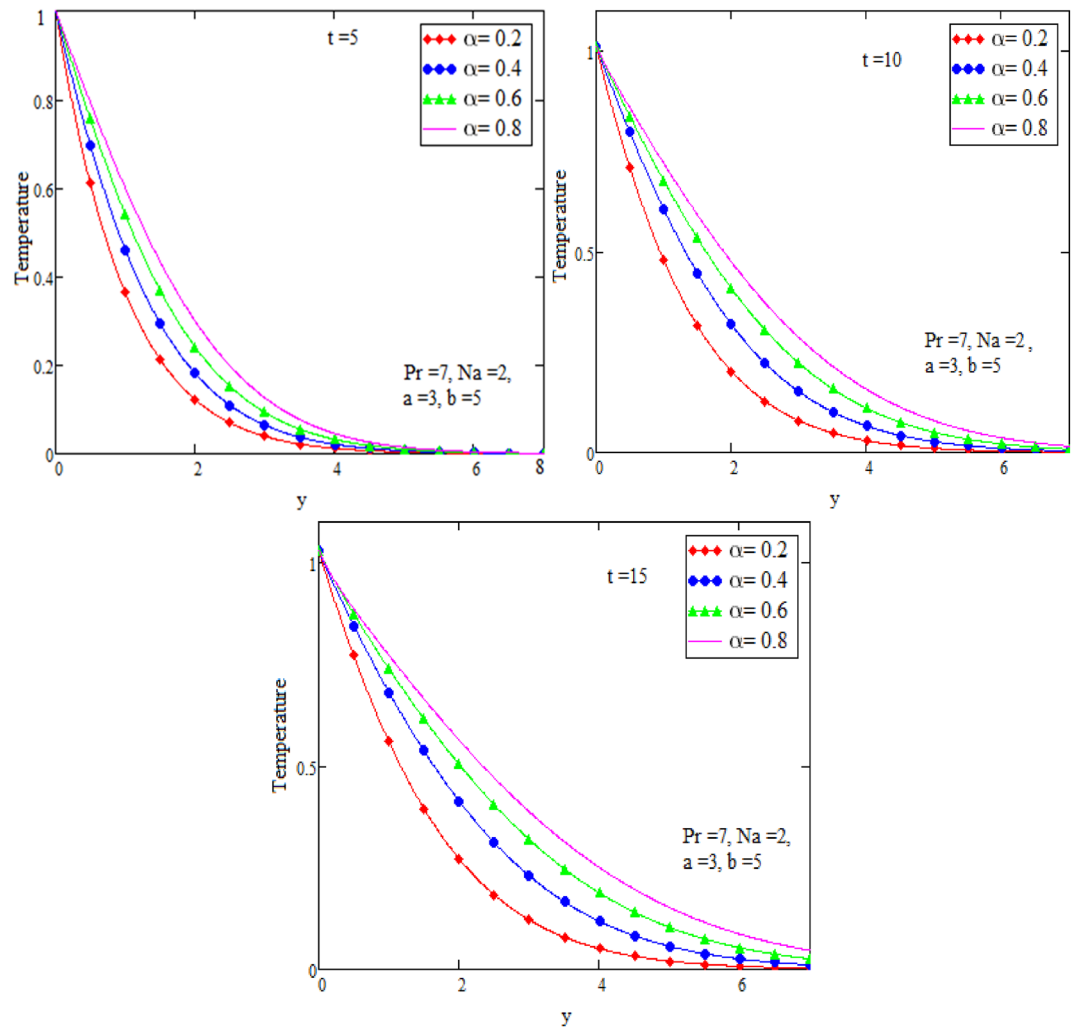 t =5
α= 0.2
α= 0.4
α= 0.6
α= 0.8
1
0.8
0.6
0.4
0.2
0
Temperature
Pr =7, Na =2,
a =3, b =5
0 2 4 6 8
y
t =10
α= 0.2
α= 0.4
α= 0.6
α= 0.8
1
0.5
0
Temperature
Pr =7, Na =2 ,
a =3, b =5
0 2 4 6
y
t =15
α= 0.2
α= 0.4
α= 0.6
α= 0.8
1
0.5
0
Temperature
Pr =7, Na =2,
a =3, b =5
0 2 4 6
y